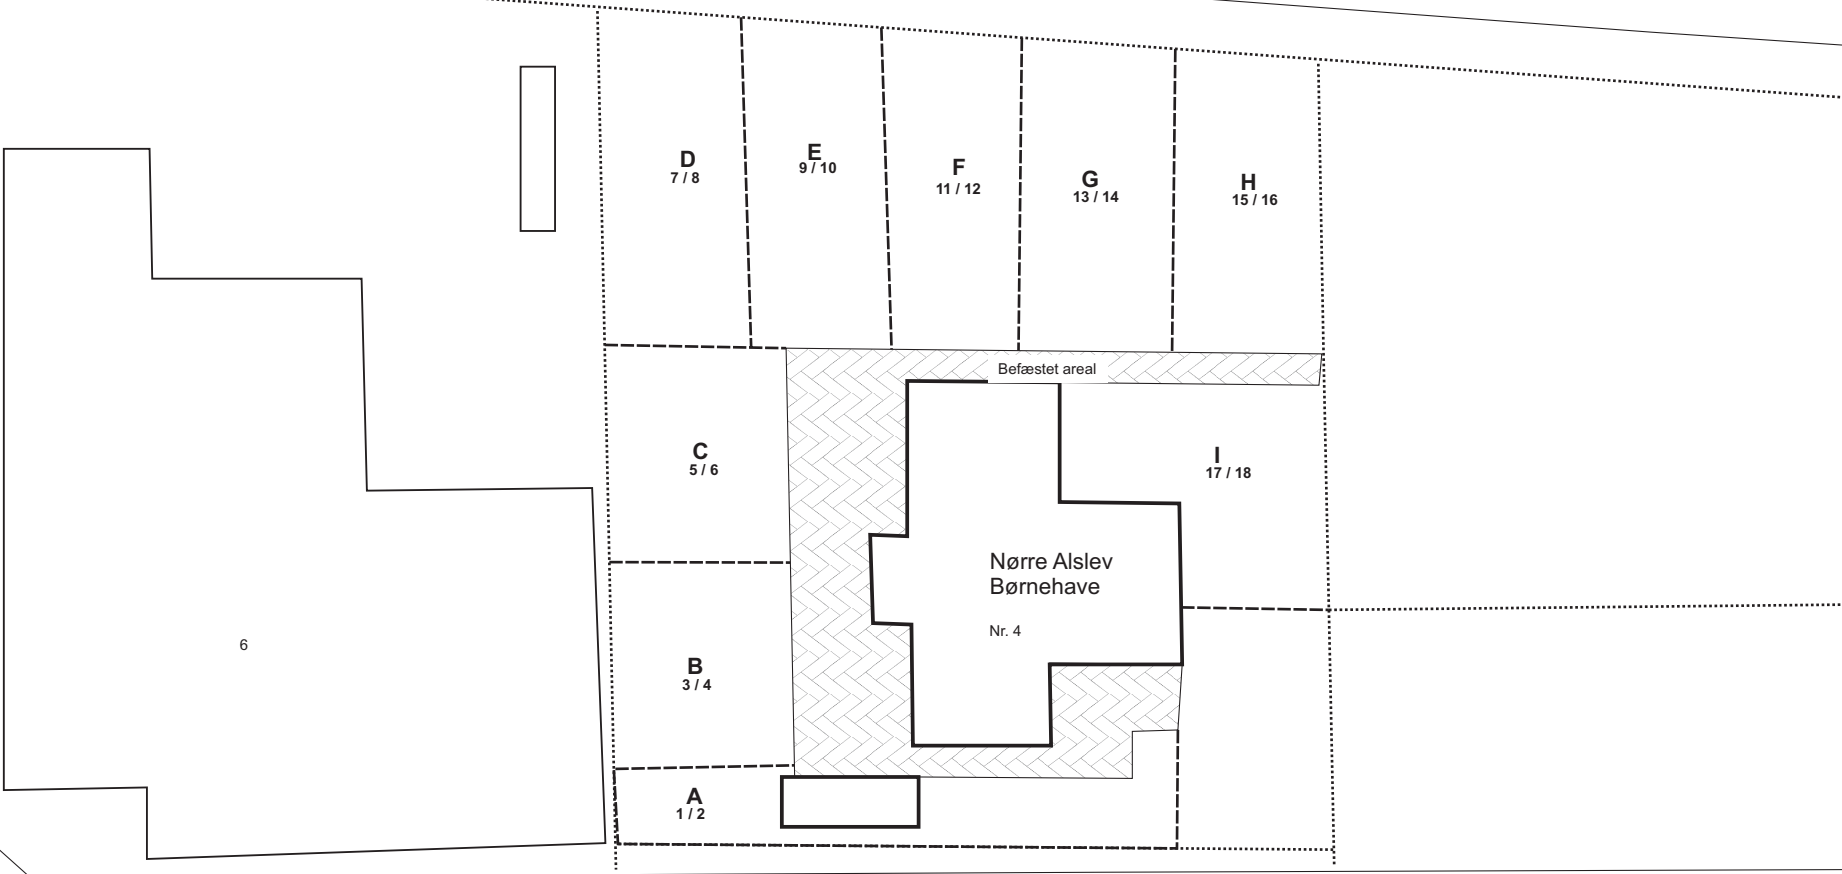 D
7 / 8
E
9 / 10
F
11 / 12
G
13 / 14
H
15 / 16
Befæstet areal
C
5 / 6
I
17 / 18
Nørre Alslev
Børnehave
Nr. 4
6
B
3 / 4
A
1 / 2